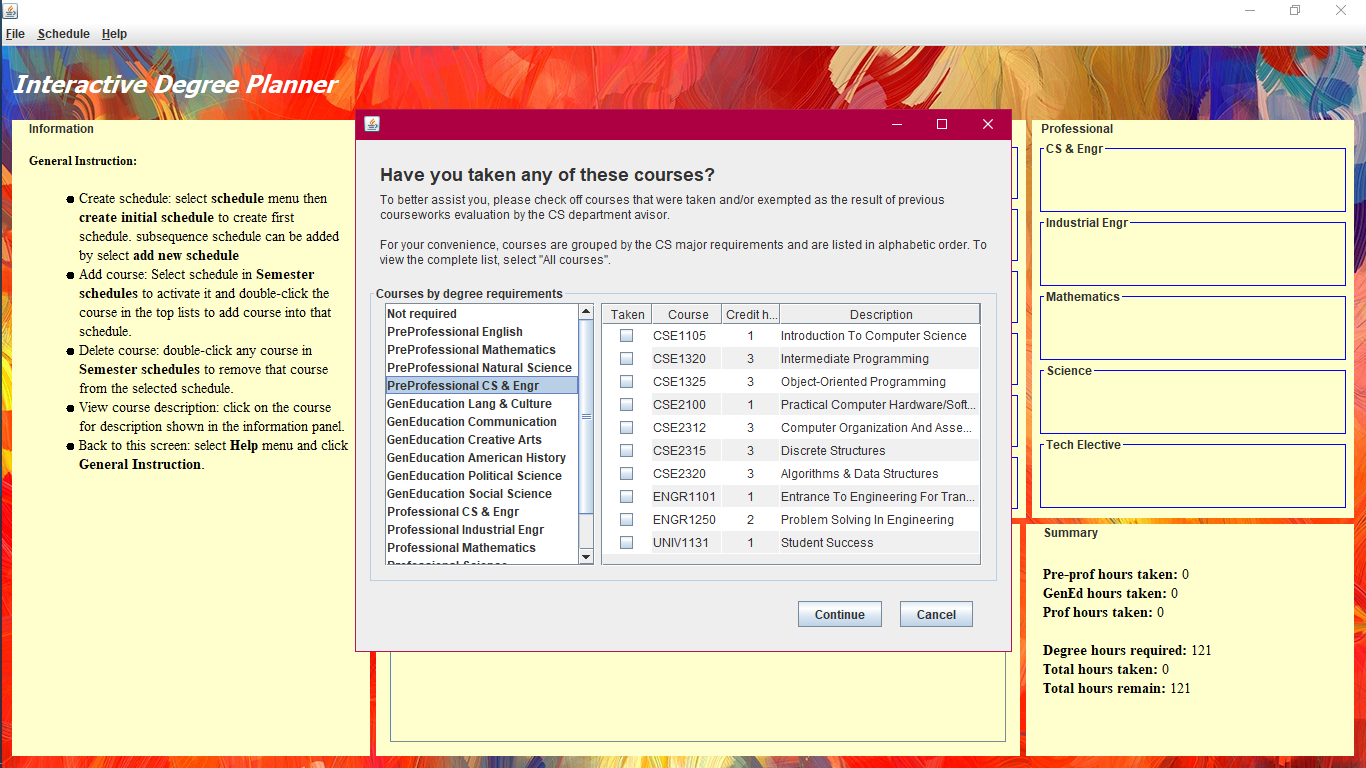 File Schedule Help
Interactive Degree Planner
Information
General Instruction:
Create schedule: select schedule menu then
create initial schedule to create first
schedule. subsequence schedule can be added
by select add new schedule
Add course: Select schedule in Semester
schedules to activate it and double-click the
course in the top lists to add course into that
schedule.
Delete course: double-click any course in
Semester schedules to remove that course
from the selected schedule.
View course description: click on the course
for description shown in the information panel.
Back to this screen: select Help menu and click
General Instruction.
Have you taken any of these courses?
To better assist you, please check off courses that were taken and/or exempted as the result of previous
courseworks evaluation by the CS department avisor.
For your convenience, courses are grouped by the CS major requirements and are listed in alphabetic order. To
view the complete list, select "All courses".
Courses by degree requirements
Not required
PreProfessional English
PreProfessional Mathematics
PreProfessional Natural Science
PreProfessional CS & Engr
GenEducation Lang & Culture
GenEducation Communication
GenEducation Creative Arts
GenEducation American History
GenEducation Political Science
GenEducation Social Science
Professional CS & Engr
Professional Industrial Engr
Professional Mathematics
Professional Science
Taken Course Credit h... Description
CSE1105 1 Introduction To Computer Science
CSE1320 3 Intermediate Programming
CSE1325 3 Object-Oriented Programming
CSE2100 1 Practical Computer Hardware/Soft...
CSE2312 3 Computer Organization And Asse...
CSE2315 3 Discrete Structures
CSE2320 3 Algorithms & Data Structures
ENGR1101 1 Entrance To Engineering For Tran...
ENGR1250 2 Problem Solving In Engineering
UNIV1131 1 Student Success
Continue Cancel
Professional
CS & Engr
Industrial Engr
Mathematics
Science
Tech Elective
Summary
Pre-prof hours taken: 0
GenEd hours taken: 0
Prof hours taken: 0
Degree hours required: 121
Total hours taken: 0
Total hours remain: 121